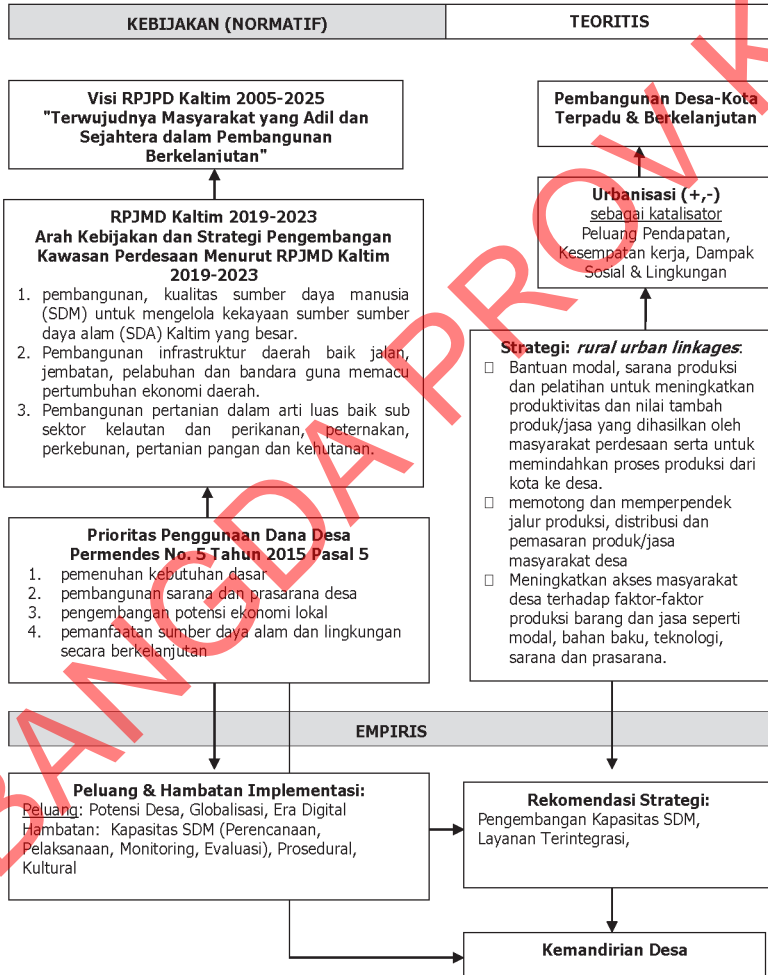 KEBIJAKAN (NORMATIF)
TEORITIS
Visi RPJPD Kaltim 2005-2025
"Terwujudnya Masyarakat yang Adil dan
Sejahtera dalam Pembangunan
Berkelanjutan"
Pembangunan Desa-Kota
Terpadu & Berkelanjutan
Urbanisasi (+,-)
sebagai katalisator
Peluang Pendapatan,
Kesempatan kerja, Dampak
Sosial & Lingkungan
RPJMD Kaltim 2019-2023
Arah Kebijakan dan Strategi Pengembangan
Kawasan Perdesaan Menurut RPJMD Kaltim
2019-2023
1. pembangunan, kualitas sumber daya manusia
(SDM) untuk mengelola kekayaan sumber sumber
daya alam (SDA) Kaltim yang besar.
2. Pembangunan infrastruktur daerah baik jalan,
jembatan, pelabuhan dan bandara guna memacu
pertumbuhan ekonomi daerah.
3. Pembangunan pertanian dalam arti luas baik sub
sektor kelautan dan perikanan, peternakan,
perkebunan, pertanian pangan dan kehutanan.
Strategi: rural urban linkages:
Bantuan modal, sarana produksi
dan pelatihan untuk meningkatkan
produktivitas dan nilai tambah
produk/jasa yang dihasilkan oleh
masyarakat perdesaan serta untuk
memindahkan proses produksi dari
kota ke desa.
memotong dan memperpendek
jalur produksi, distribusi dan
pemasaran produk/jasa
masyarakat desa
Meningkatkan akses masyarakat
desa terhadap faktor-faktor
produksi barang dan jasa seperti
modal, bahan baku, teknologi,
sarana dan prasarana.
Prioritas Penggunaan Dana Desa
Permendes No. 5 Tahun 2015 Pasal 5
1. pemenuhan kebutuhan dasar
2. pembangunan sarana dan prasarana desa
3. pengembangan potensi ekonomi lokal
4. pemanfaatan sumber daya alam dan lingkungan
secara berkelanjutan
EMPIRIS
Peluang & Hambatan Implementasi:
Peluang: Potensi Desa, Globalisasi, Era Digital
Hambatan: Kapasitas SDM (Perencanaan,
Pelaksanaan, Monitoring, Evaluasi), Prosedural,
Kultural
Rekomendasi Strategi:
Pengembangan Kapasitas SDM,
Layanan Terintegrasi,
Kemandirian Desa
BANGDA PROV K